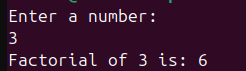 Enter a number:
3
Factorial of 3 is: 6